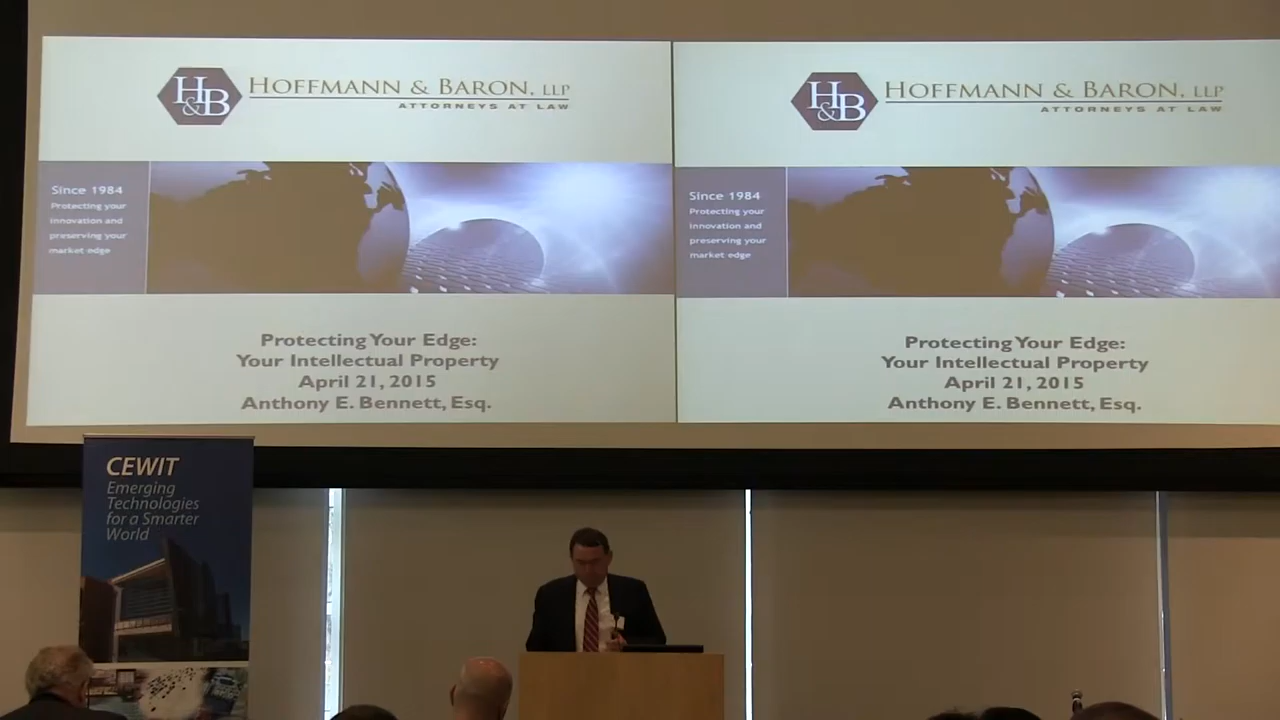 H&B
HOFFMANN & BARON, LLP
ATTORNEYS AT LAW
Since 1984
Protecting your
innovation and
preserving your
market edge
Protecting Your Edge:
Your Intellectual Property
April 21, 2015
Anthony E. Bennett, Esq.
H&B
HOFFMANN & BARON, LLP
ATTORNEYS AT LAW
Since 1984
Protecting your
innovation and
preserving your
market edge
Protecting Your Edge:
Your Intellectual Property
April 21, 2015
Anthony E. Bennett, Esq.
CEWIT
Emerging
Technologies
for a Smarter
World